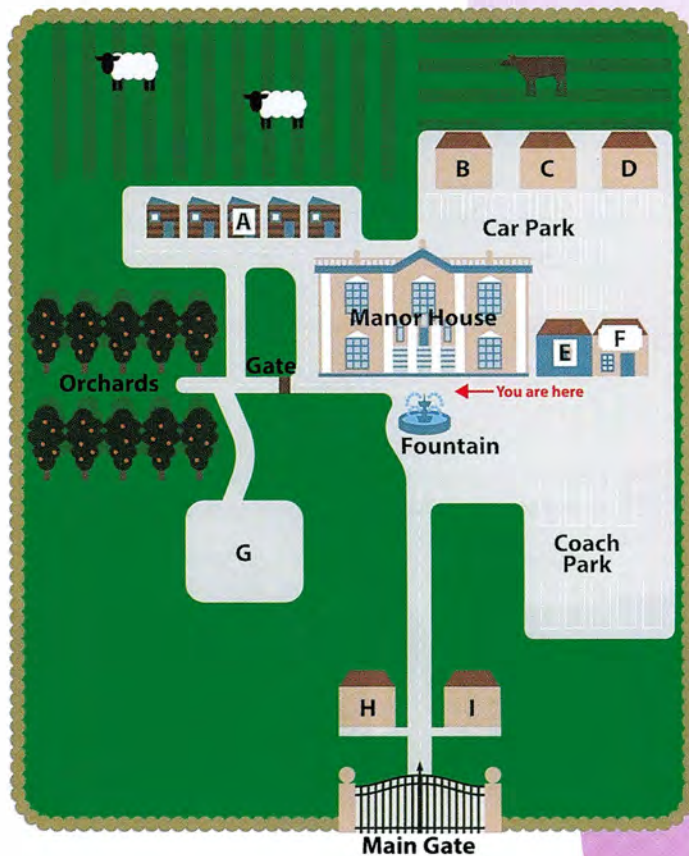 B
C
D
A
Car Park
Manor House
E
F
Gate
Orchards
You are here
Fountain
G
Coach
Park
H
I
Main Gate